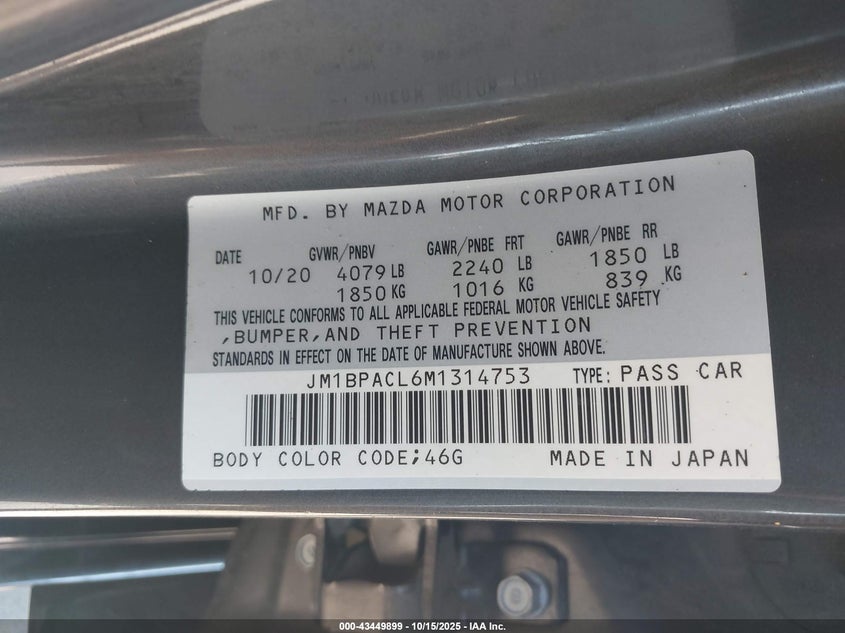 MFD. BY MAZDA MOTOR CORPORATION
DATE GVWR/PNBV GAWR/PNBE FRT GAWR/PNBE RR
10/20 4079 LB 2240 LB 1850 LB
1850 KG 1016 KG 839 KG
THIS VEHICLE CONFORMS TO ALL APPLICABLE FEDERAL MOTOR VEHICLE SAFETY
,BUMPER,AND THEFT PREVENTION
STANDARDS IN EFFECT ON THE DATE OF MANUFACTURE SHOWN ABOVE.
JM1BPACL6M1314753 TYPE: PASS CAR
BODY COLOR CODE;46G MADE IN JAPAN
000-43449899 - 10/15/2025 - IAA Inc.